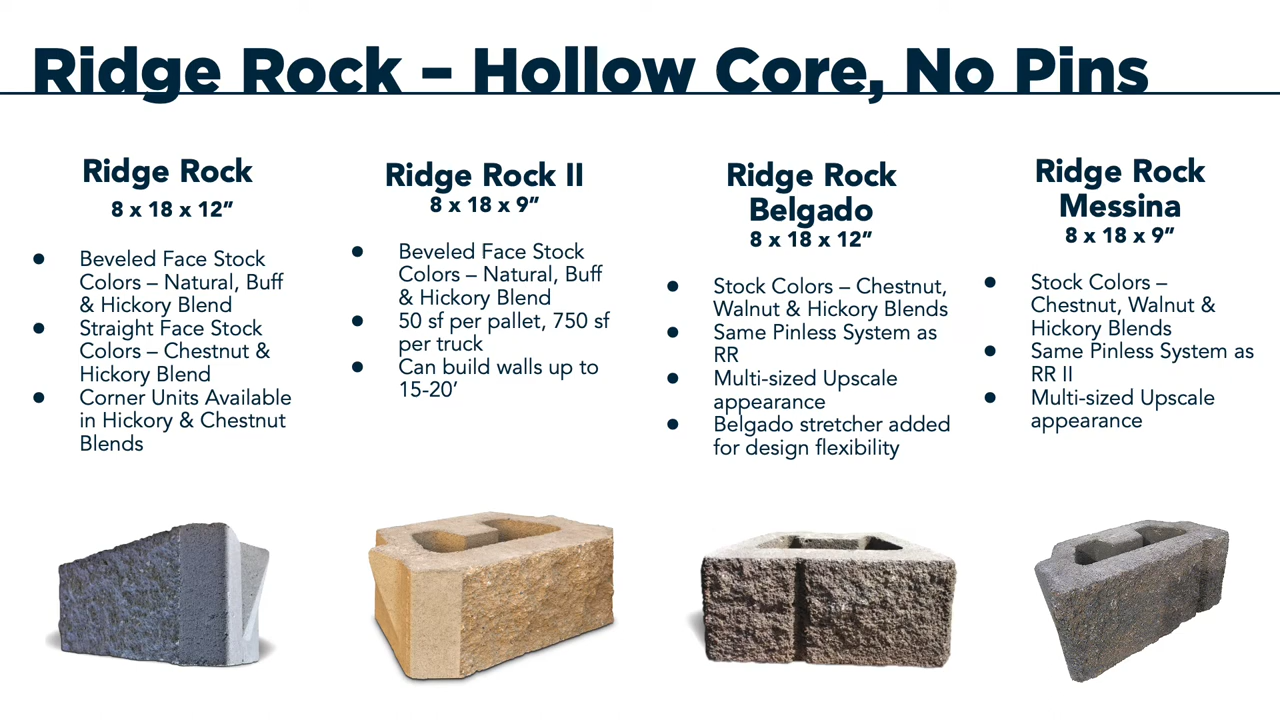 Ridge Rock – Hollow Core, No Pins
Ridge Rock
8 x 18 x 12”
● Beveled Face Stock
Colors – Natural, Buff
& Hickory Blend
● Straight Face Stock
Colors – Chestnut &
Hickory Blend
● Corner Units Available
in Hickory & Chestnut
Blends
Ridge Rock II
8 x 18 x 9”
● Beveled Face Stock
Colors – Natural, Buff
& Hickory Blend
● 50 sf per pallet, 750 sf
per truck
● Can build walls up to
15-20’
Ridge Rock
Belgado
8 x 18 x 12”
● Stock Colors – Chestnut,
Walnut & Hickory Blends
● Same Pinless System as
RR
● Multi-sized Upscale
appearance
● Belgado stretcher added
for design flexibility
Ridge Rock
Messina
8 x 18 x 9”
● Stock Colors –
Chestnut, Walnut &
Hickory Blends
● Same Pinless System as
RR II
● Multi-sized Upscale
appearance